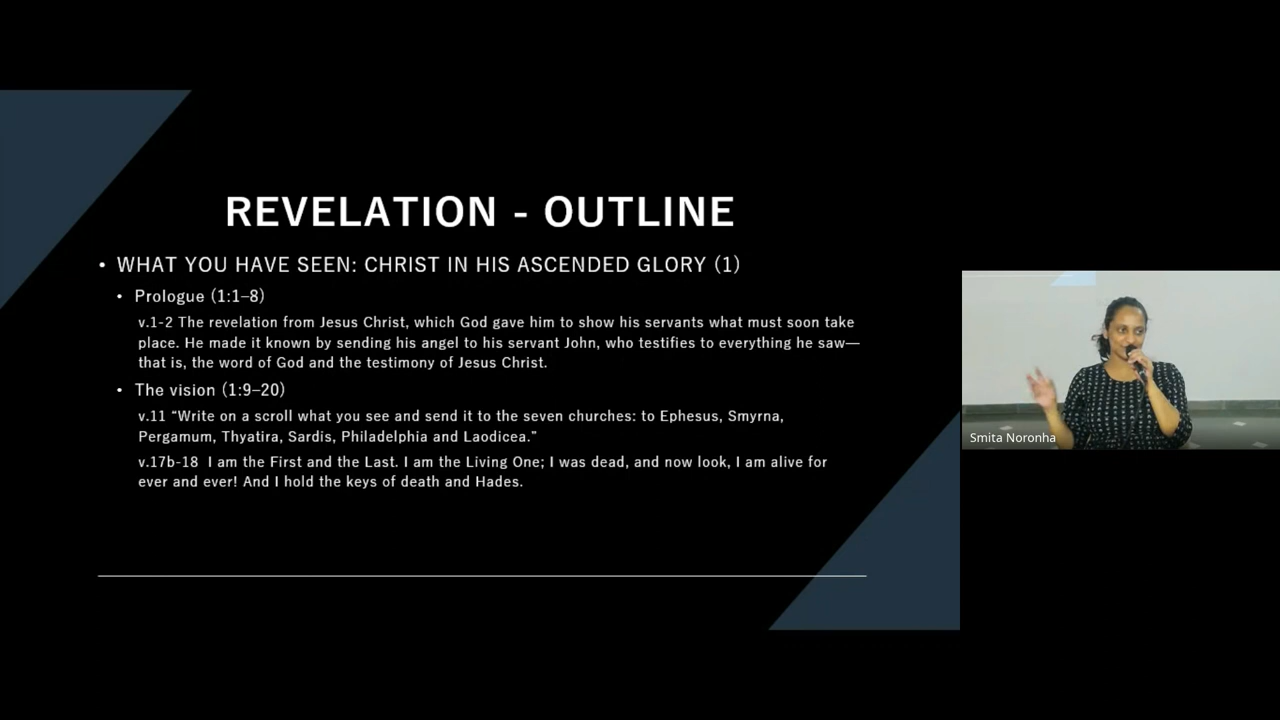 REVELATION - OUTLINE
• WHAT YOU HAVE SEEN: CHRIST IN HIS ASCENDED GLORY (1)
• Prologue (1:1–8)
v.1-2 The revelation from Jesus Christ, which God gave him to show his servants what must soon take
place. He made it known by sending his angel to his servant John, who testifies to everything he saw—
that is, the word of God and the testimony of Jesus Christ.
• The vision (1:9–20)
v.11 “Write on a scroll what you see and send it to the seven churches: to Ephesus, Smyrna,
Pergamum, Thyatira, Sardis, Philadelphia and Laodicea.”
v.17b-18 I am the First and the Last. I am the Living One; I was dead, and now look, I am alive for
ever and ever! And I hold the keys of death and Hades.
Smita Noronha